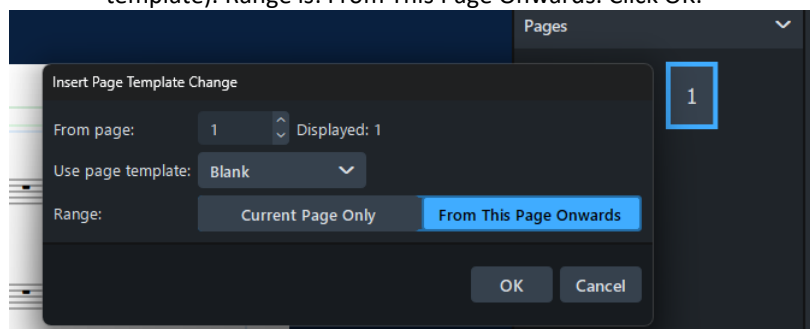 template). Range is: From This Page Onwards. Click OK.
Pages
1
Insert Page Template Change
From page: 1 Displayed: 1
Use page template: Blank
Range: Current Page Only From This Page Onwards
OK Cancel